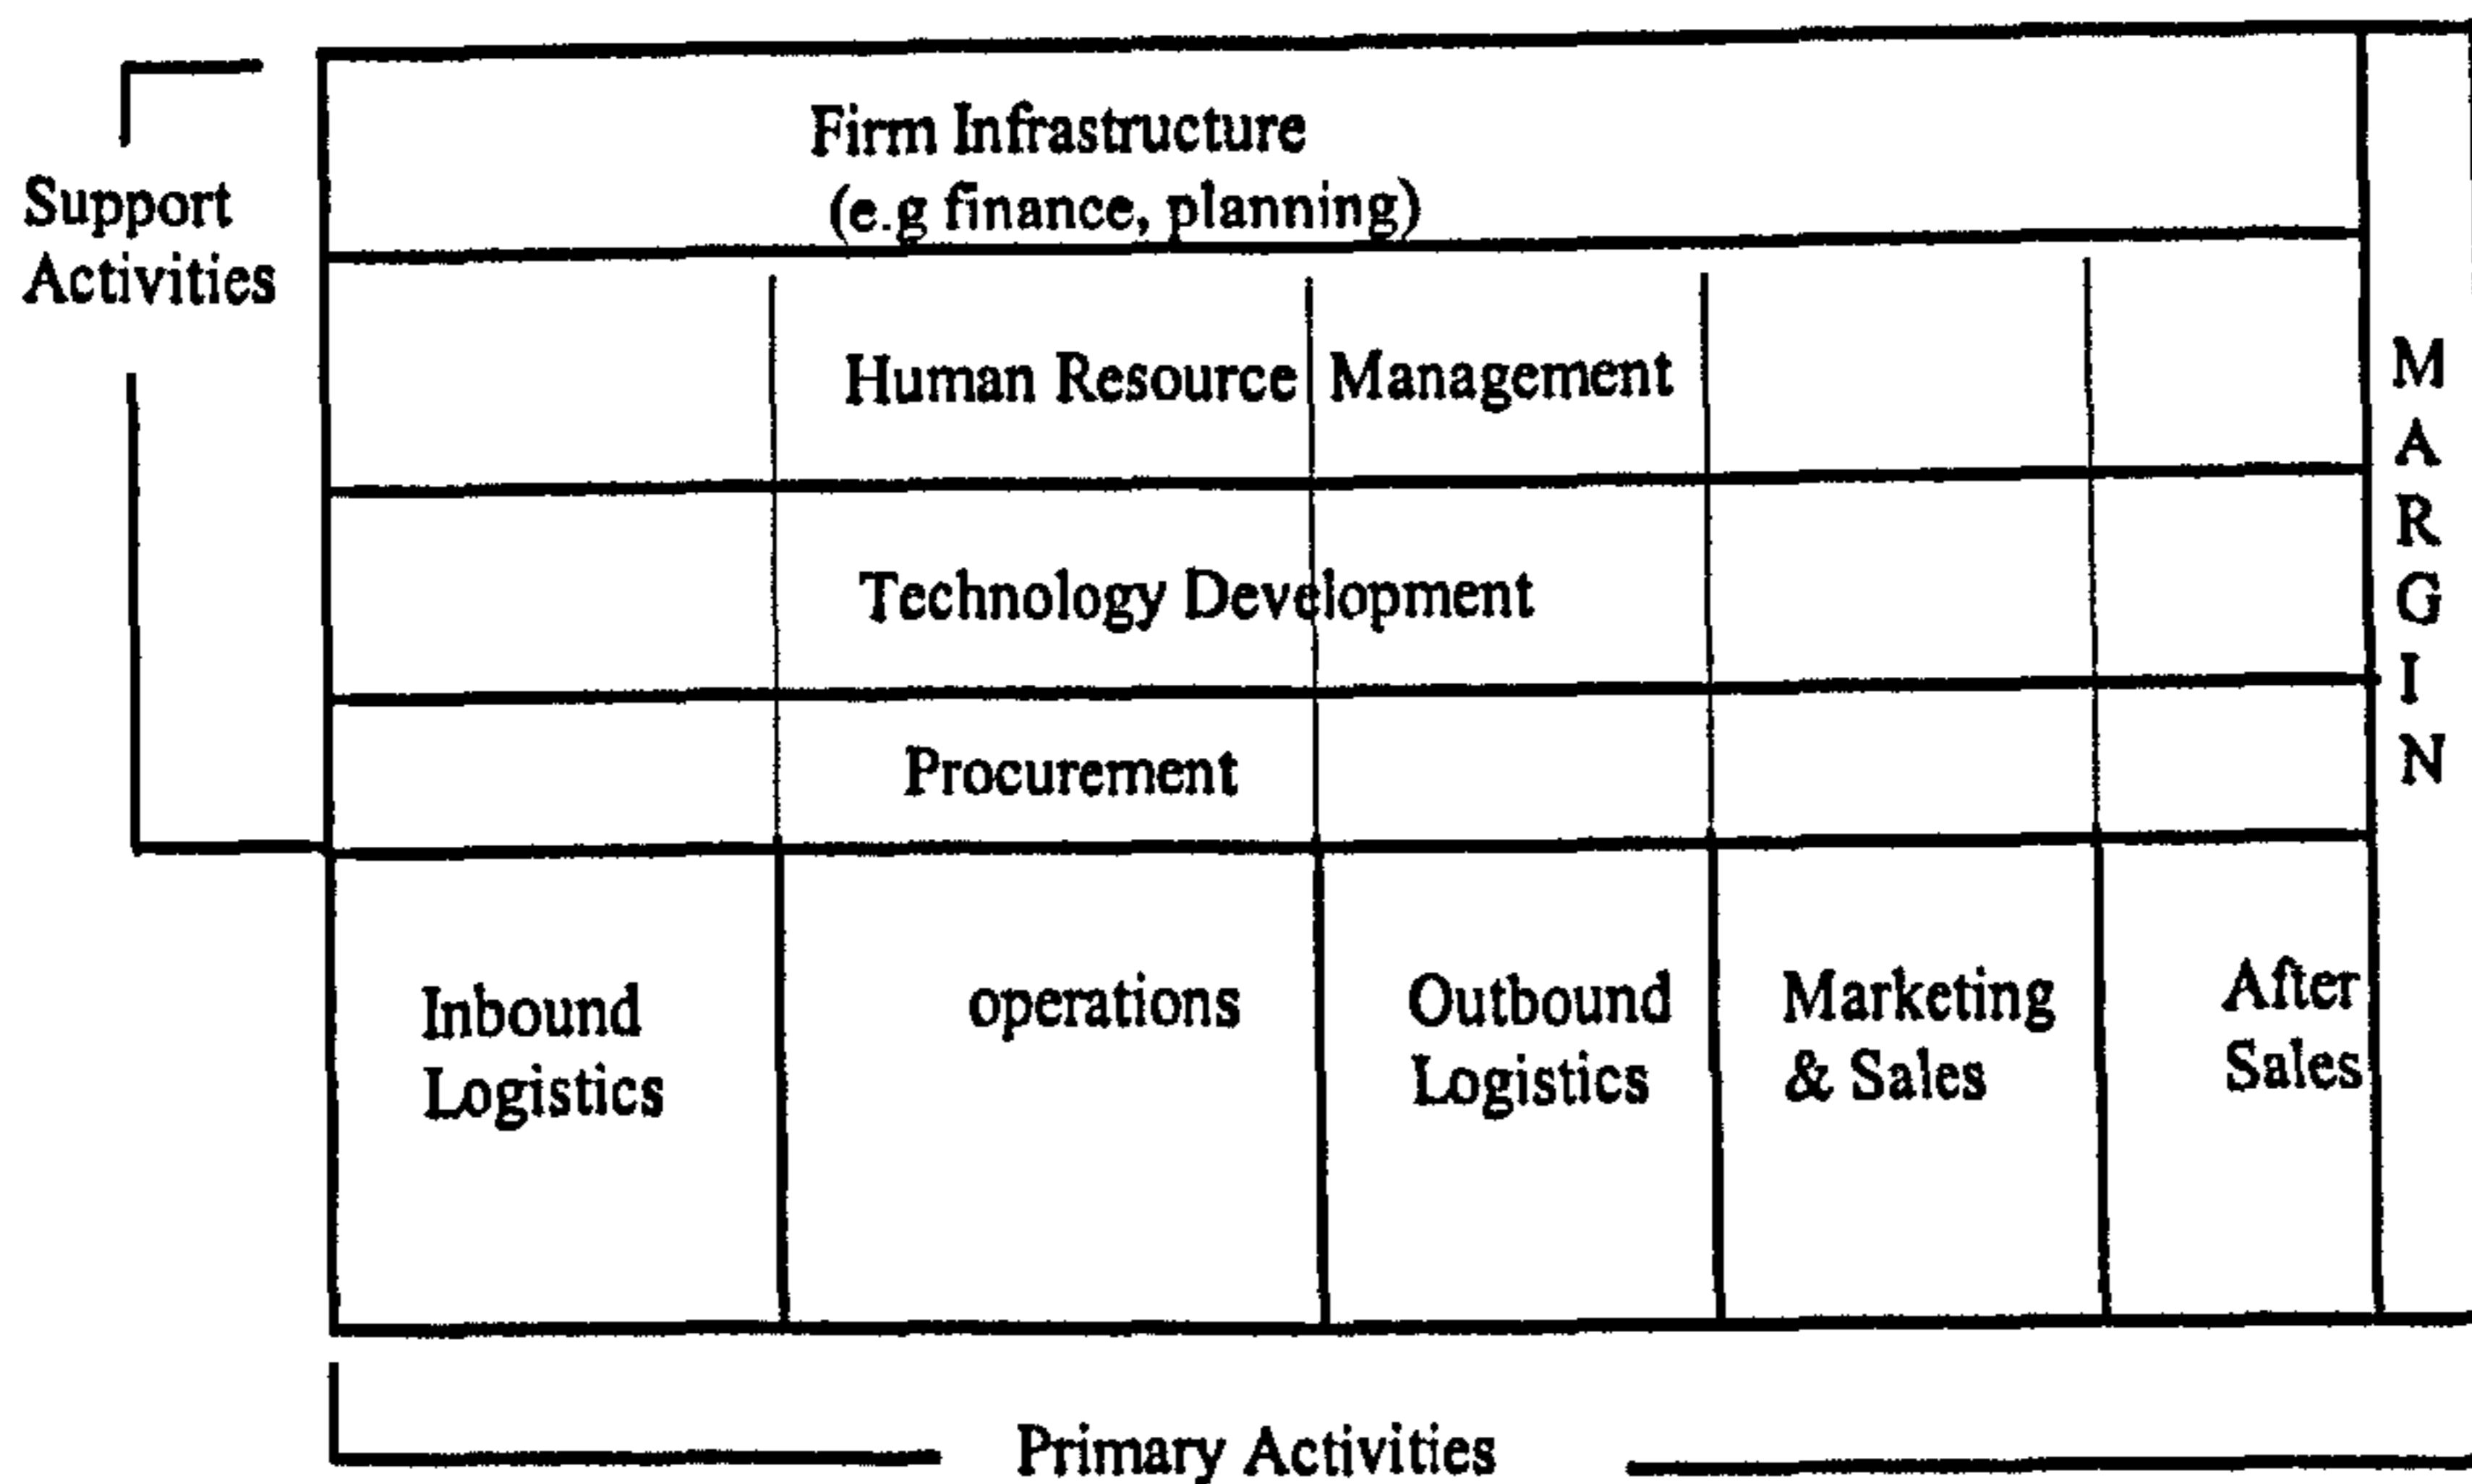 Firm Infrastructure
(e.g finance, planning)
Support
Activities
Human Resource Management
Technology Development
Procurement
MARGIN
Inbound
Logistics
operations
Outbound
Logistics
Marketing
& Sales
After
Sales
Primary Activities